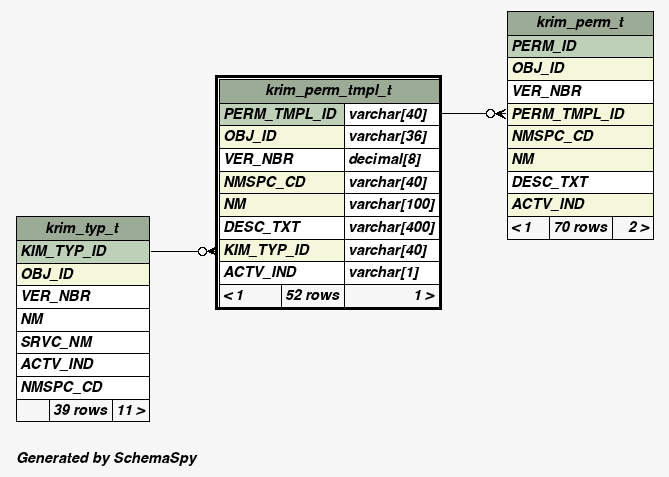 krim_perm_t
PERM_ID
OBJ_ID
VER_NBR
PERM_TMPL_ID
NMSPC_CD
NM
DESC_TXT
ACTV_IND
< 1 70 rows 2 >
krim_perm_tmpl_t
PERM_TMPL_ID varchar[40]
OBJ_ID varchar[36]
VER_NBR decimal[8]
NMSPC_CD varchar[40]
NM varchar[100]
DESC_TXT varchar[400]
KIM_TYP_ID varchar[40]
ACTV_IND varchar[1]
< 1 52 rows 1 >
krim_typ_t
KIM_TYP_ID
OBJ_ID
VER_NBR
NM
SRVC_NM
ACTV_IND
NMSPC_CD
39 rows 11 >
Generated by SchemaSpy